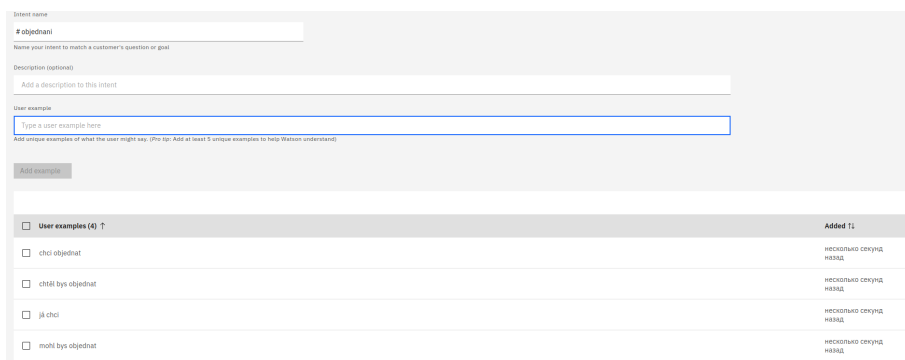 Intent name
#objednani
Name your intent to match a customer's question or goal
Description (optional)
Add a description to this intent
User example
Type a user example here
Add unique examples of what the user might say. (Pro tip: Add at least 5 unique examples to help Watson understand)
Add example
User examples (4) ↑ Added ↑↓
chci objednat несколько секунд
назад
chtěl bys objednat несколько секунд
назад
já chci несколько секунд
назад
mohl bys objednat несколько секунд
назад